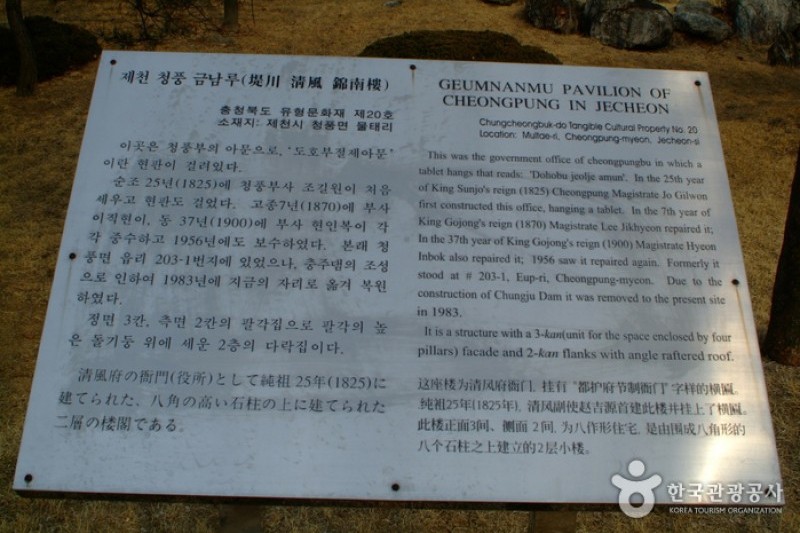 제천 청풍 금남루(堤川 清風 錦南樓)
충청북도 유형문화재 제20호
소재지: 제천시 청풍면 물태리
이곳은 청풍부의 아문으로, '도호부절제아문'
이란 현판이 걸려있다.
순조 25년(1825)에 청풍부사 조길원이 처음
세우고 현판도 걸었다. 고종7년(1870)에 부사
이직현이, 동 37년(1900)에 부사 현인복이 각
각 중수하고 1956년에도 보수하였다. 본래 청
풍면 읍리 203-1번지에 있었으나, 충주댐의 조성
으로 인하여 1983년에 지금의 자리로 옮겨 복원
하였다.
정면 3칸, 측면 2칸의 팔각집으로 팔각의 높
은 돌기둥 위에 세운 2층의 다락집이다.
清風府の衙門(役所)として純祖 25年(1825)に
建てられた、八角の高い石柱の上に建てられた
二層の楼閣である。
GEUMNANMU PAVILION OF
CHEONGPUNG IN JECHEON
Chungcheongbuk-do Tangible Cultural Property No. 20
Location: Multae-ri, Cheongpung-myeon, Jecheon-si
This was the government office of cheongpungbu in which a
tablet hangs that reads: 'Dohobu jeolje amun'. In the 25th year
of King Sunjo's reign (1825) Cheongpung Magistrate Jo Gilwon
first constructed this office, hanging a tablet. In the 7th year of
King Gojong's reign (1870) Magistrate Lee Jikhyeon repaired it;
In the 37th year of King Gojong's reign (1900) Magistrate Hyeon
Inbok also repaired it; 1956 saw it repaired again. Formerly it
stood at # 203-1, Eup-ri, Cheongpung-myeon. Due to the
construction of Chungju Dam it was removed to the present site
in 1983.
It is a structure with a 3-kan(unit for the space enclosed by four
pillars) facade and 2-kan flanks with angle raftered roof.
这座楼为清风府衙门, 挂有 "都护府节制衙门" 字样的横匾。
纯祖25年(1825年), 清风副使赵吉源首建此楼并挂上了横匾。
此楼正面3间、侧面 2间, 为八作形住宅, 是由围成八角形的
八个石柱之上建立的2层小楼。
한국관광공사
KOREA TOURISM ORGANIZATION